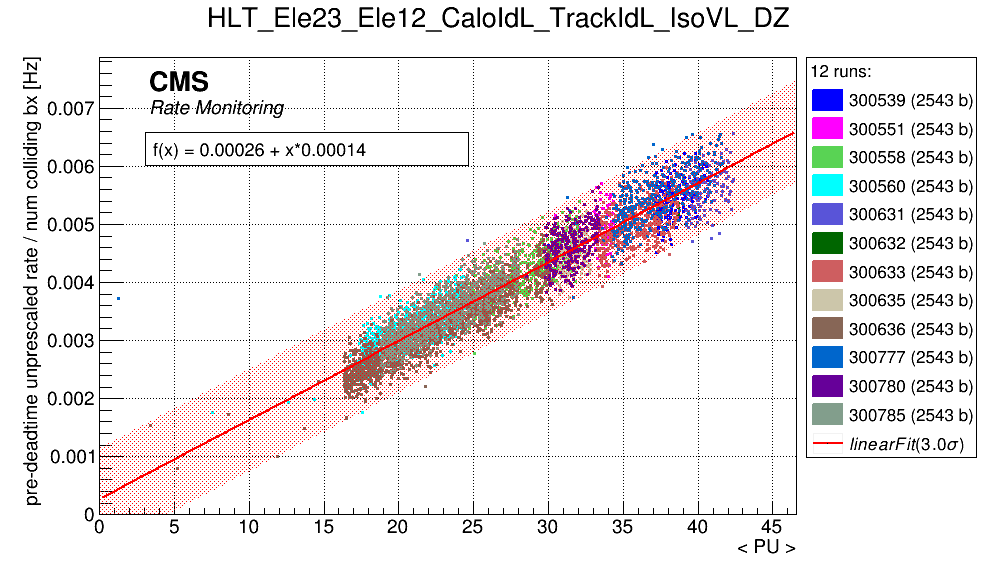 HLT_Ele23_Ele12_CaloIdL_TrackIdL_IsoVL_DZ
pre-deadtime unprescaled rate / num colliding bx [Hz]
CMS
Rate Monitoring
f(x) = 0.00026 + x*0.00014
0.007
0.006
0.005
0.004
0.003
0.002
0.001
0
0 5 10 15 20 25 30 35 40 45
< PU >
12 runs:
300539 (2543 b)
300551 (2543 b)
300558 (2543 b)
300560 (2543 b)
300631 (2543 b)
300632 (2543 b)
300633 (2543 b)
300635 (2543 b)
300636 (2543 b)
300777 (2543 b)
300780 (2543 b)
300785 (2543 b)
linearFit(3.0σ)